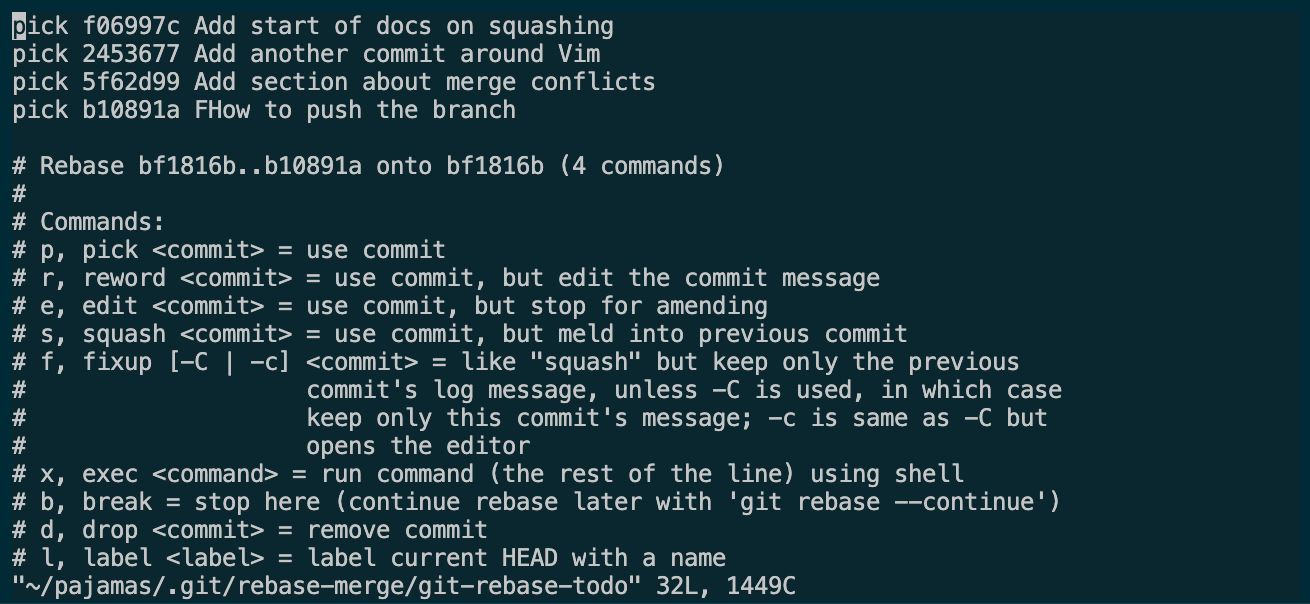 pick f06997c Add start of docs on squashing
pick 2453677 Add another commit around Vim
pick 5f62d99 Add section about merge conflicts
pick b10891a FHow to push the branch

# Rebase bf1816b..b10891a onto bf1816b (4 commands)
#
# Commands:
# p, pick <commit> = use commit
# r, reword <commit> = use commit, but edit the commit message
# e, edit <commit> = use commit, but stop for amending
# s, squash <commit> = use commit, but meld into previous commit
# f, fixup [-C | -c] <commit> = like "squash" but keep only the previous
#                    commit's log message, unless -C is used, in which case
#                    keep only this commit's message; -c is same as -C but
#                    opens the editor
# x, exec <command> = run command (the rest of the line) using shell
# b, break = stop here (continue rebase later with 'git rebase --continue')
# d, drop <commit> = remove commit
# l, label <label> = label current HEAD with a name
"~/pajamas/.git/rebase-merge/git-rebase-todo" 32L, 1449C